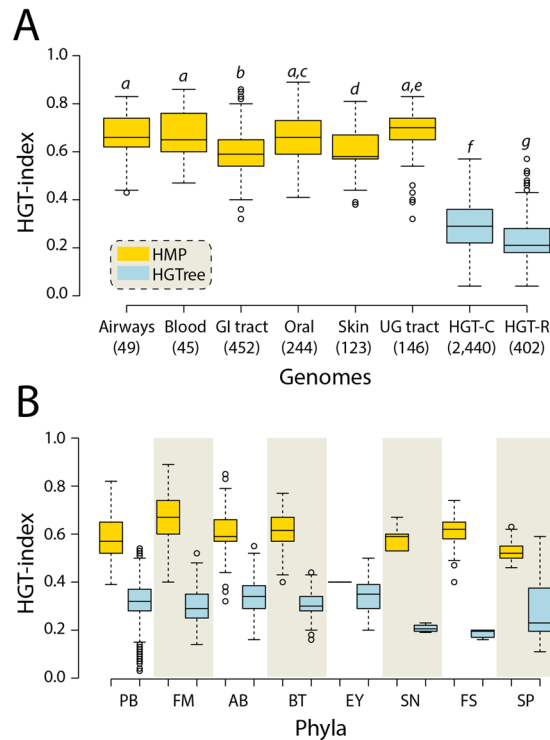 A
1.0
0.8
0.6
0.4
0.2
0.0
HGT-index
a
a
b
a,c
d
a,e
f
g
HMP
HGTree
Airways Blood GI tract Oral Skin UG tract HGT-C HGT-R
(49) (45) (452) (244) (123) (146) (2,440) (402)
Genomes
B
1.0
0.8
0.6
0.4
0.2
0.0
HGT-index
PB FM AB BT EY SN FS SP
Phyla